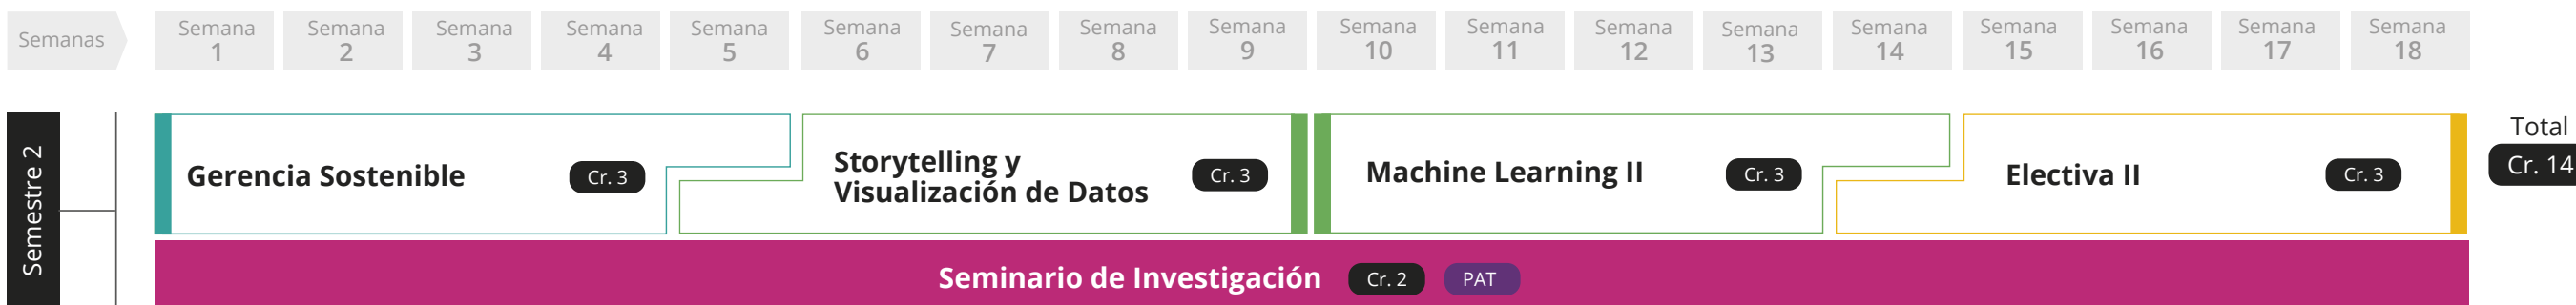 Semanas
Semana
1
Semana
2
Semana
3
Semana
4
Semana
5
Semana
6
Semana
7
Semana
8
Semana
9
Semana
10
Semana
11
Semana
12
Semana
13
Semana
14
Semana
15
Semana
16
Semana
17
Semana
18
Semestre 2
Gerencia Sostenible
Cr. 3
Storytelling y
Visualización de Datos
Cr. 3
Machine Learning II
Cr. 3
Electiva II
Cr. 3
Total
Cr. 14
Seminario de Investigación
Cr. 2
PAT